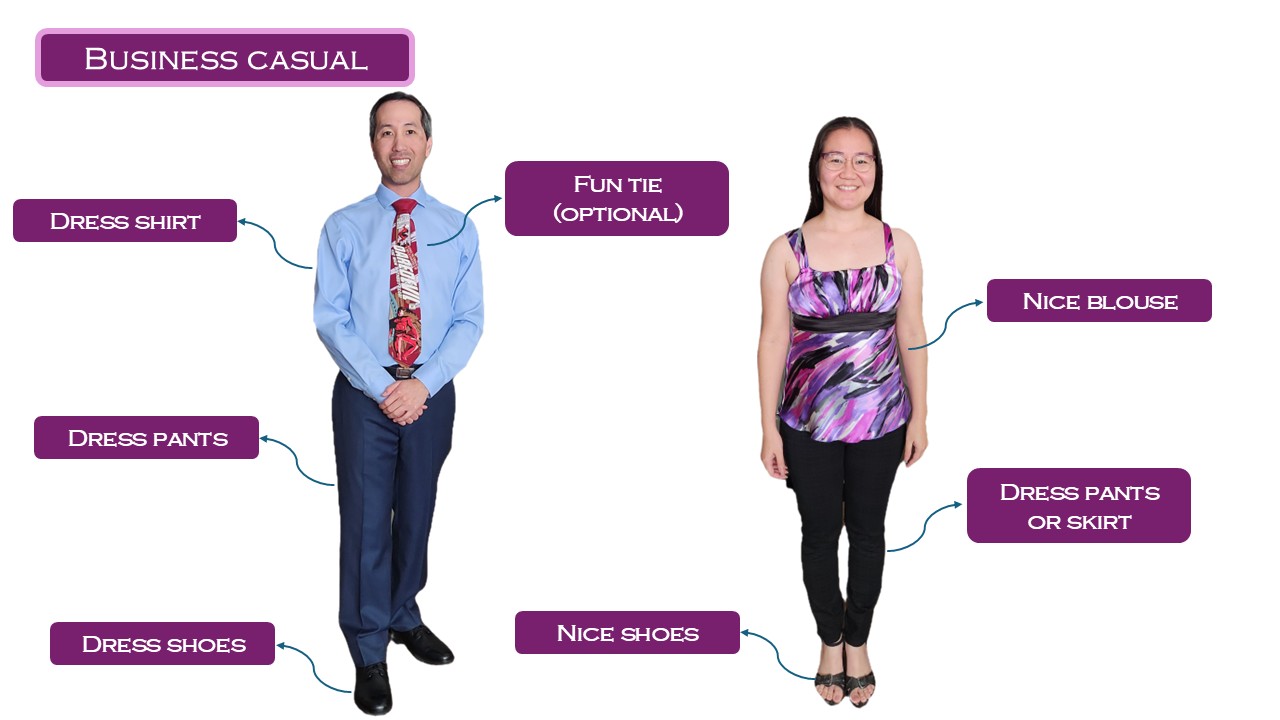 Business casual
Fun tie
(optional)
Dress shirt
Nice blouse
Dress pants
Dress pants
or skirt
Nice shoes
Dress shoes